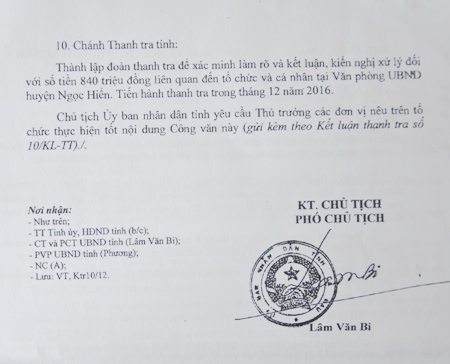 10. Chánh Thanh tra tỉnh:
Thành lập đoàn thanh tra để xác minh làm rõ và kết luận, kiến nghị xử lý đối
với số tiền 840 triệu đồng liên quan đến tổ chức và cá nhân tại Văn phòng UBND
huyện Ngọc Hiển. Tiến hành thanh tra trong tháng 12 năm 2016.
Chủ tịch Ủy ban nhân dân tỉnh yêu cầu Thủ trưởng các đơn vị nêu trên tổ
chức thực hiện tốt nội dung Công văn này (gửi kèm theo Kết luận thanh tra số
10/KL-TT)./.
KT. CHỦ TỊCH
PHÓ CHỦ TỊCH
Nơi nhận:
- Như trên;
- TT Tỉnh ủy, HĐND tỉnh (b/c);
- CT và PCT UBND tỉnh (Lâm Văn Bi);
- PVP UBND tỉnh (Phương);
- NC (A);
- Lưu: VT, Ktr10/12.
ỦY BAN NHÂN DÂN TỈNH
Lâm Văn Bi